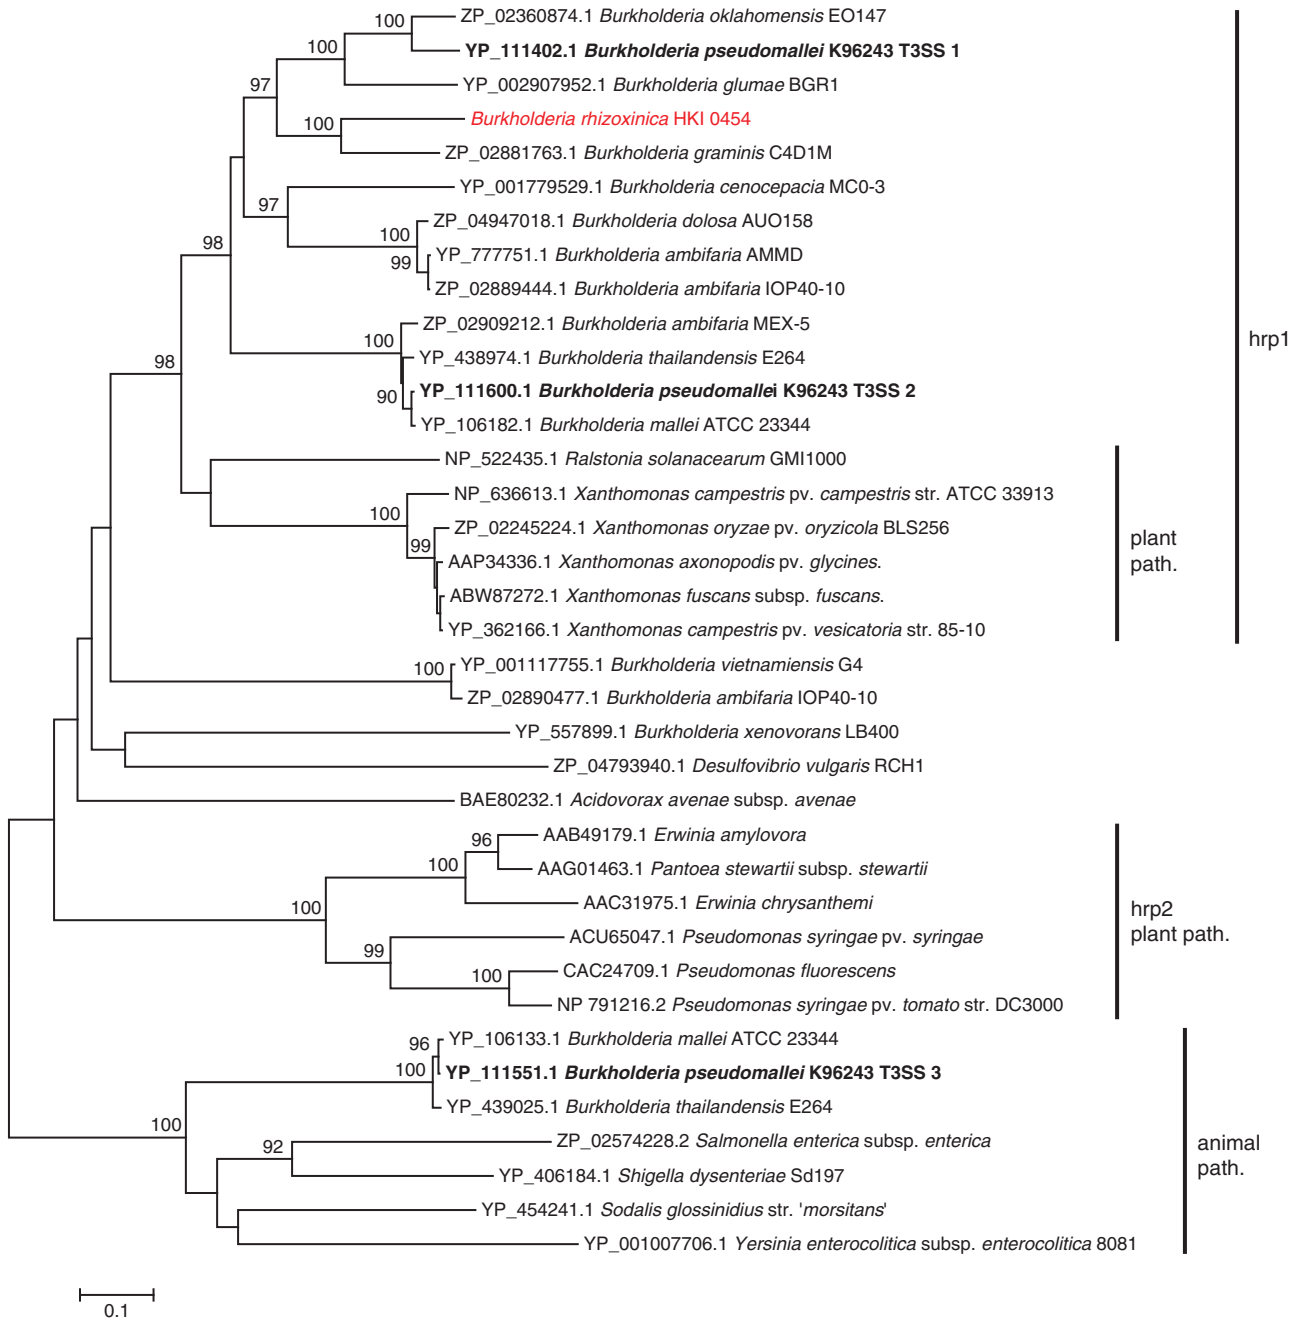 100
ZP_02360874.1 Burkholderia oklahomensis EO147
100
YP_111402.1 Burkholderia pseudomallei K96243 T3SS 1
97
YP_002907952.1 Burkholderia glumae BGR1
100
Burkholderia rhizoxinica HKI 0454
ZP_02881763.1 Burkholderia graminis C4D1M
97
YP_001779529.1 Burkholderia cenocepacia MC0-3
98
100
ZP_04947018.1 Burkholderia dolosa AUO158
99
YP_777751.1 Burkholderia ambifaria AMMD
ZP_02889444.1 Burkholderia ambifaria IOP40-10
100
ZP_02909212.1 Burkholderia ambifaria MEX-5
hrp1
98
YP_438974.1 Burkholderia thailandensis E264
90
YP_111600.1 Burkholderia pseudomallei K96243 T3SS 2
YP_106182.1 Burkholderia mallei ATCC 23344
NP_522435.1 Ralstonia solanacearum GMI1000
100
NP_636613.1 Xanthomonas campestris pv. campestris str. ATCC 33913
99
ZP_02245224.1 Xanthomonas oryzae pv. oryzicola BLS256
plant
path.
AAP34336.1 Xanthomonas axonopodis pv. glycines.
ABW87272.1 Xanthomonas fuscans subsp. fuscans.
YP_362166.1 Xanthomonas campestris pv. vesicatoria str. 85-10
100
YP_001117755.1 Burkholderia vietnamiensis G4
ZP_02890477.1 Burkholderia ambifaria IOP40-10
YP_557899.1 Burkholderia xenovorans LB400
ZP_04793940.1 Desulfovibrio vulgaris RCH1
BAE80232.1 Acidovorax avenae subsp. avenae
96
AAB49179.1 Erwinia amylovora
100
AAG01463.1 Pantoea stewartii subsp. stewartii
100
AAC31975.1 Erwinia chrysanthemi
hrp2
plant path.
99
ACU65047.1 Pseudomonas syringae pv. syringae
100
CAC24709.1 Pseudomonas fluorescens
NP 791216.2 Pseudomonas syringae pv. tomato str. DC3000
96
YP_106133.1 Burkholderia mallei ATCC 23344
100
YP_111551.1 Burkholderia pseudomallei K96243 T3SS 3
YP_439025.1 Burkholderia thailandensis E264
100
92
ZP_02574228.2 Salmonella enterica subsp. enterica
animal
path.
YP_406184.1 Shigella dysenteriae Sd197
YP_454241.1 Sodalis glossinidius str. 'morsitans'
YP_001007706.1 Yersinia enterocolitica subsp. enterocolitica 8081
0.1